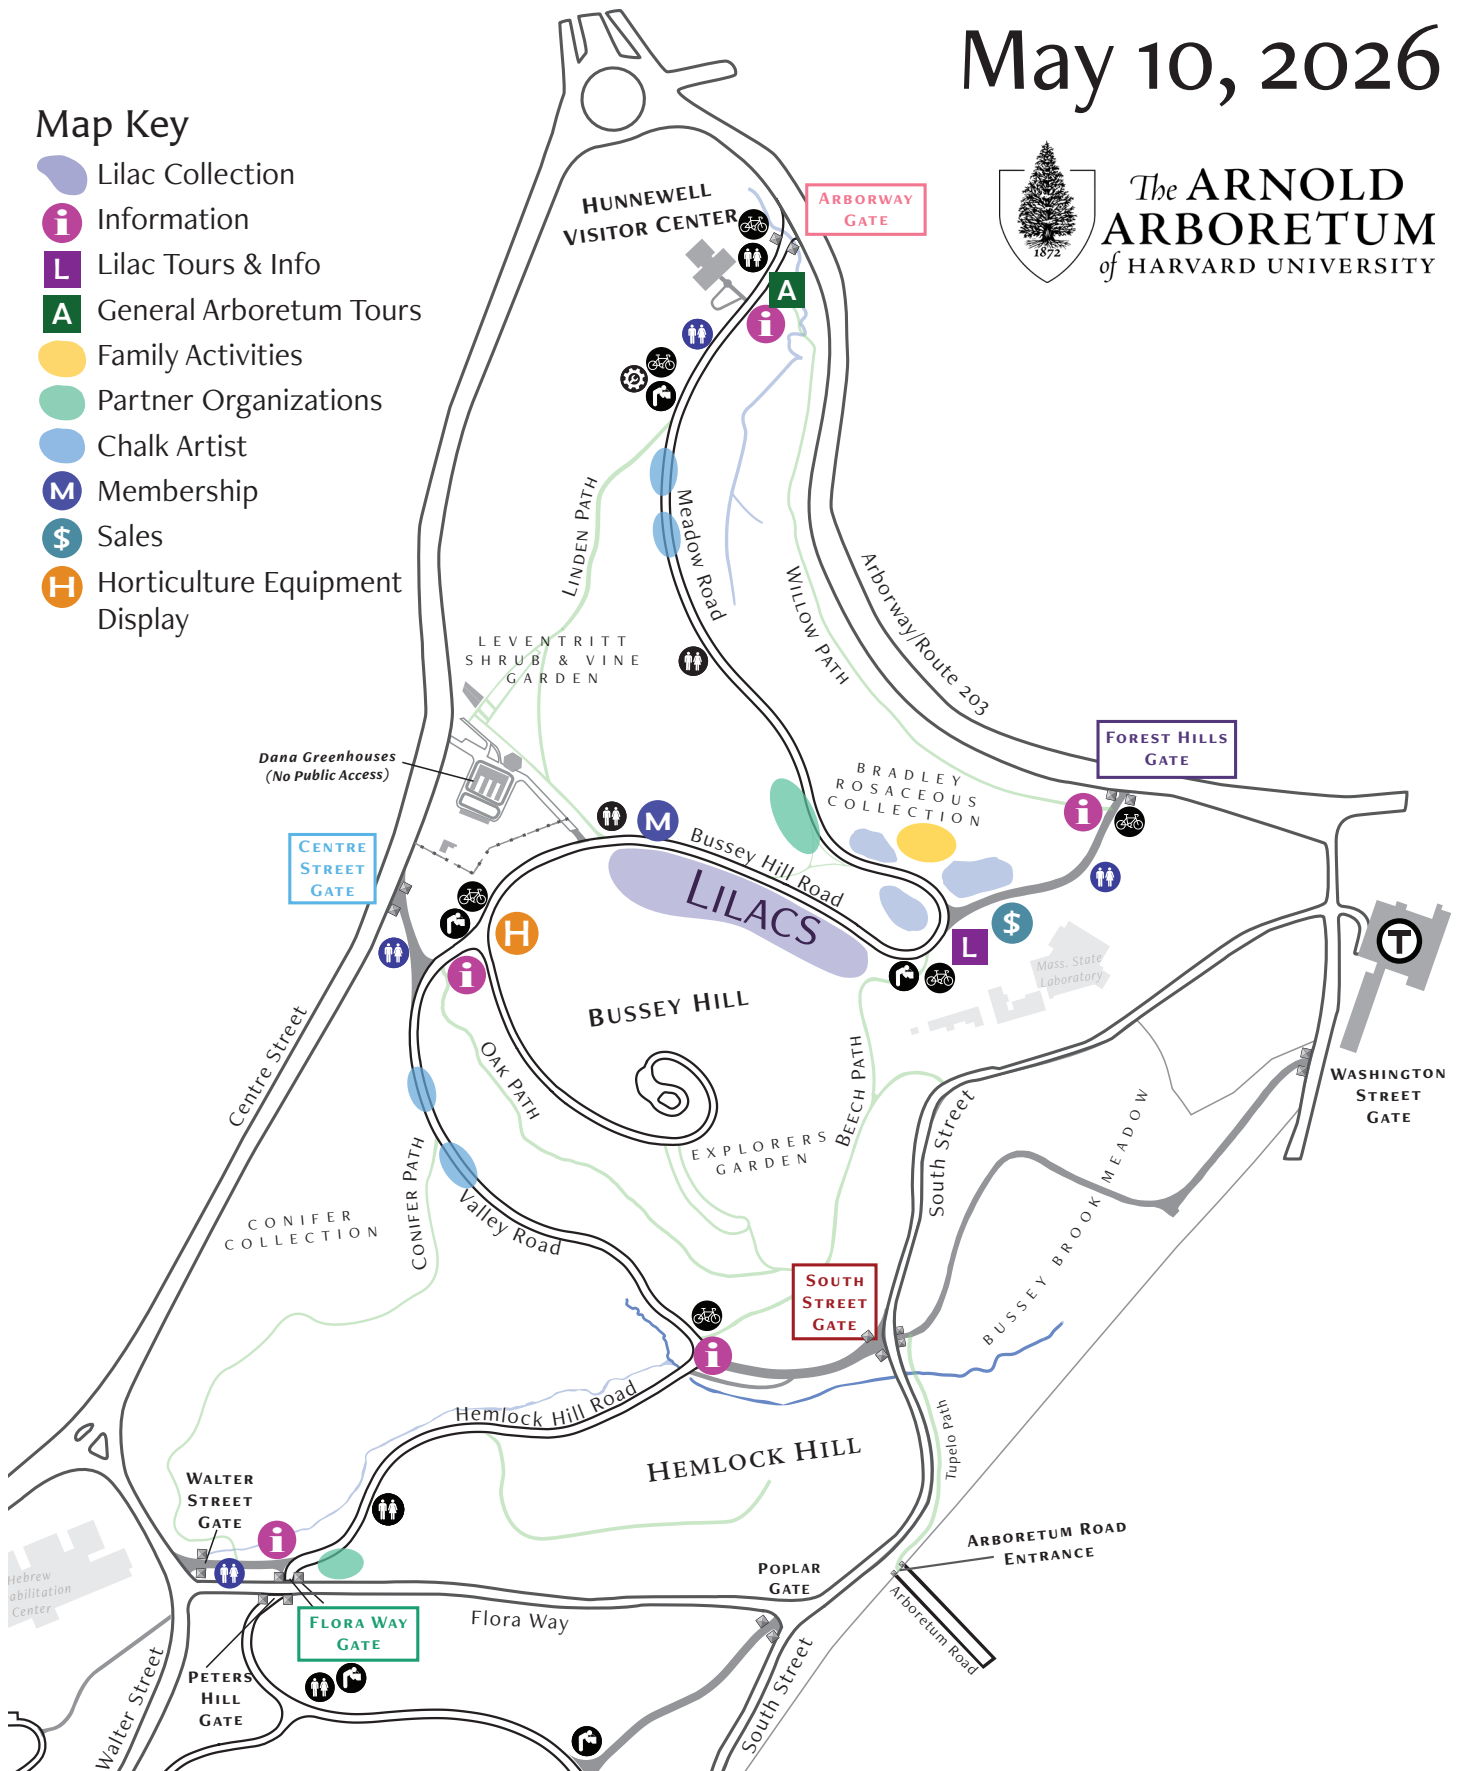 May 10, 2026
The ARNOLD
ARBORETUM
of HARVARD UNIVERSITY
1872
Map Key
Lilac Collection
i Information
L Lilac Tours & Info
A General Arboretum Tours
Family Activities
Partner Organizations
Chalk Artist
M Membership
$ Sales
H Horticulture Equipment
Display
HUNNEWELL
VISITOR CENTER
ARBORWAY
GATE
A
i
LINDEN PATH
Meadow Road
WILLOW PATH
Arborway/Route 203
LEVENTRITT
SHRUB & VINE
GARDEN
Dana Greenhouses
(No Public Access)
FOREST HILLS
GATE
BRADLEY
ROSACEOUS
COLLECTION
i
M
Bussey Hill Road
LILACS
CENTRE
STREET
GATE
H
i
$
L
Mass. State
Laboratory
T
BUSSEY HILL
Centre Street
OAK PATH
BEECH PATH
WASHINGTON
STREET
GATE
South Street
EXPLORERS
GARDEN
BUSSEY BROOK MEADOW
CONIFER PATH
CONIFER
COLLECTION
Valley Road
SOUTH
STREET
GATE
i
Hemlock Hill Road
HEMLOCK HILL
Tupelo Path
WALTER
STREET
GATE
i
ARBORETUM ROAD
ENTRANCE
POPLAR
GATE
Arboretum Road
Hebrew
abilitation
Center
FLORA WAY
GATE
Flora Way
PETERS
HILL
GATE
Walter Street
South Street